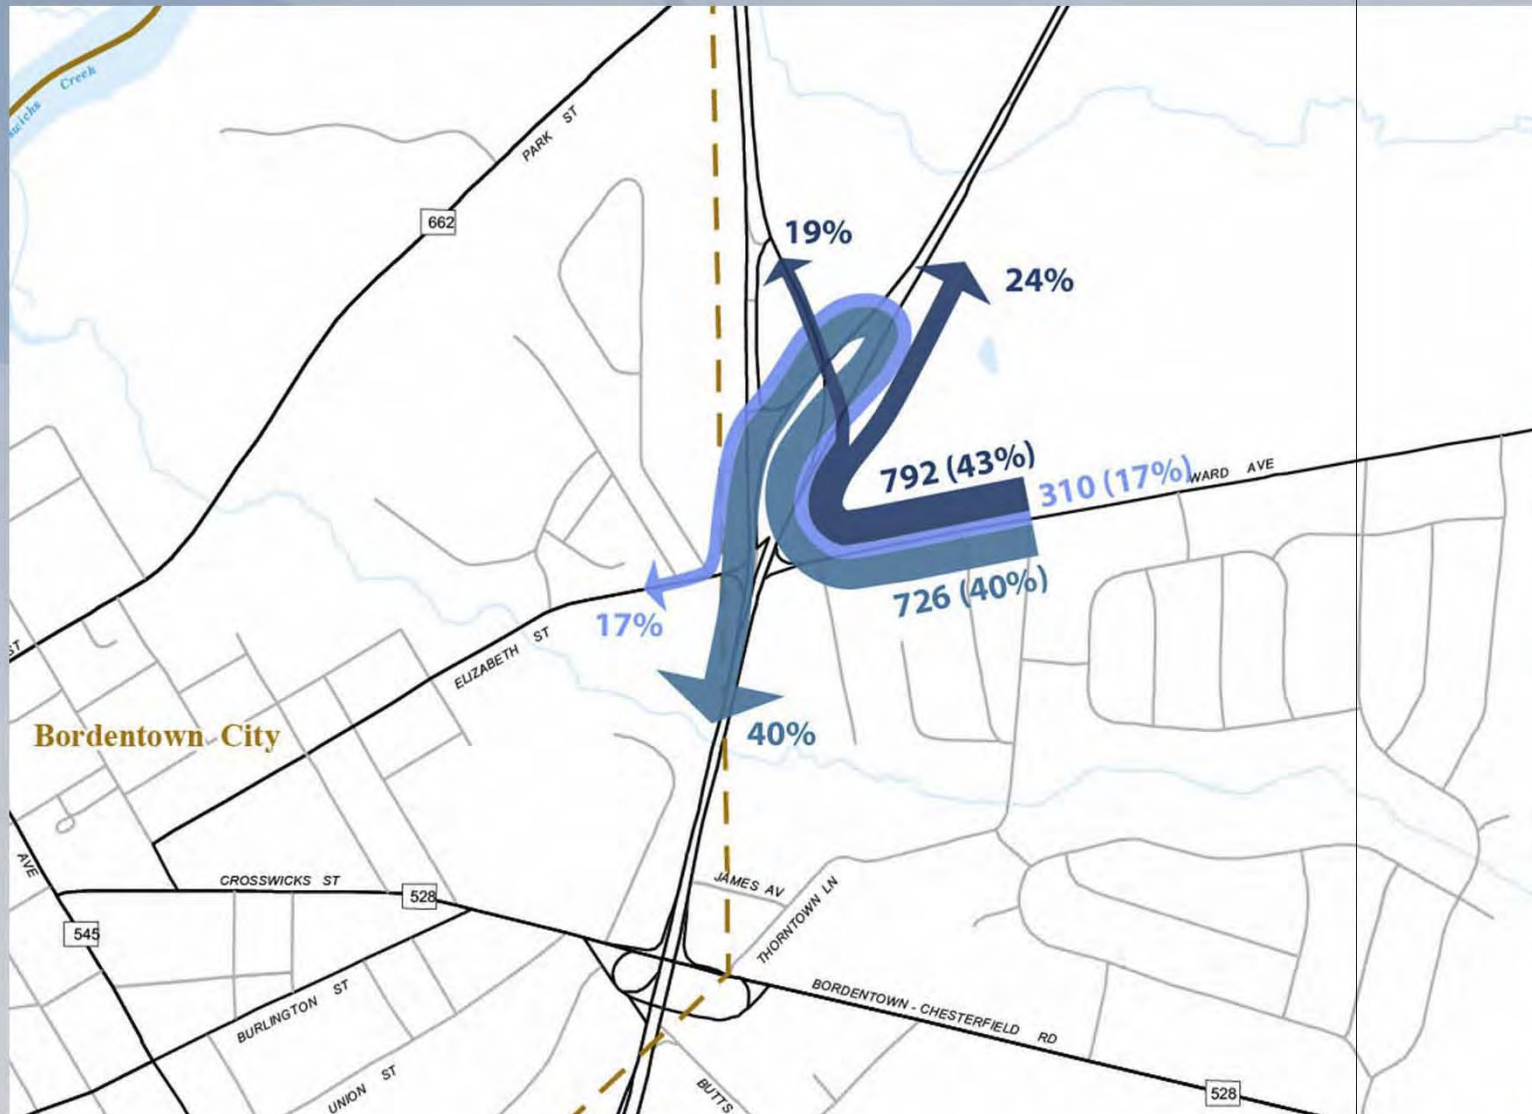 Creek
PARK ST
662
19%
24%
792 (43%)
310 (17%)
WARD AVE
726 (40%)
17%
ST
ELIZABETH ST
Bordentown City
40%
AVE
CROSSWICKS ST
528
JAMES AV
THORNTOWN LN
545
BURLINGTON ST
BORDENTOWN - CHESTERFIELD RD
UNION ST
BUTTS
528